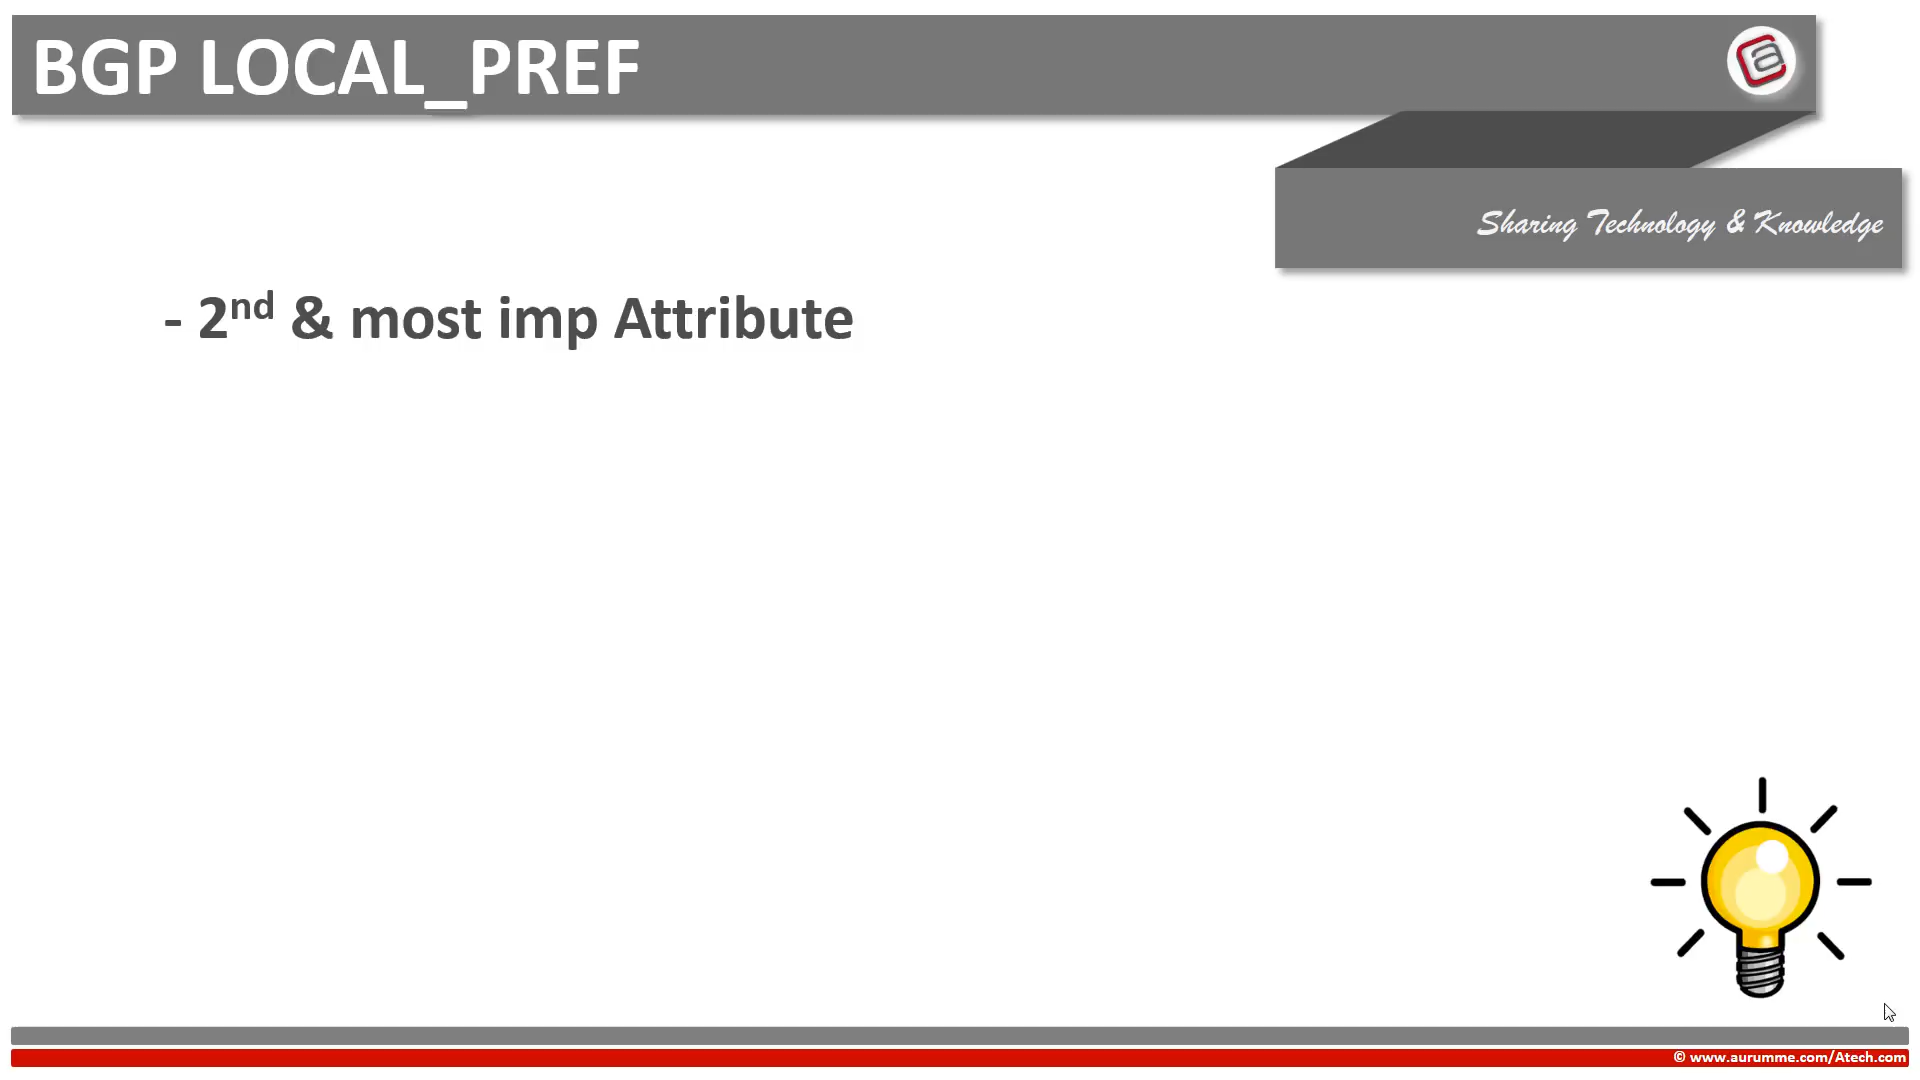 BGP LOCAL_PREF
Sharing Technology & Knowledge
- 2nd & most imp Attribute
© www.aurumme.com/Atech.com